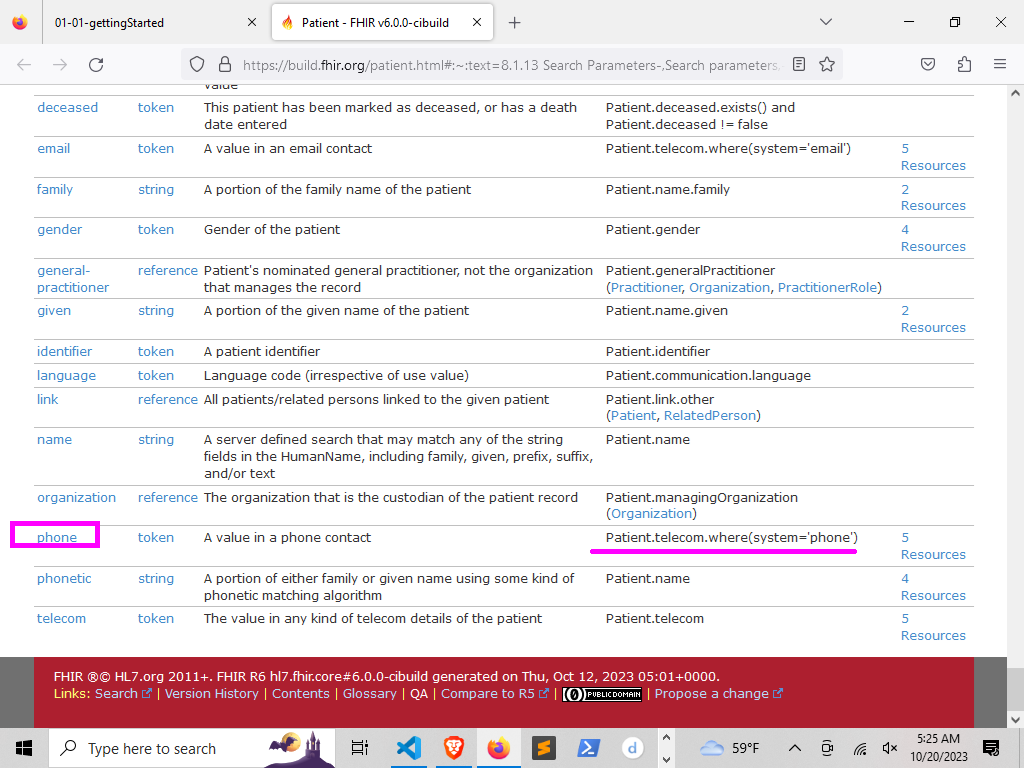 01-01-gettingStarted
Patient - FHIR v6.0.0-cibuild
https://build.fhir.org/patient.html#:~:text=8.1.13 Search Parameters-,Search parameters,
value
deceased token This patient has been marked as deceased, or has a death Patient.deceased.exists() and
date entered Patient.deceased != false
email token A value in an email contact Patient.telecom.where(system='email') 5
Resources
family string A portion of the family name of the patient Patient.name.family 2
Resources
gender token Gender of the patient Patient.gender 4
Resources
general- reference Patient's nominated general practitioner, not the organization Patient.generalPractitioner
practitioner that manages the record (Practitioner, Organization, PractitionerRole)
given string A portion of the given name of the patient Patient.name.given 2
Resources
identifier token A patient identifier Patient.identifier
language token Language code (irrespective of use value) Patient.communication.language
link reference All patients/related persons linked to the given patient Patient.link.other
(Patient, RelatedPerson)
name string A server defined search that may match any of the string Patient.name
fields in the HumanName, including family, given, prefix, suffix,
and/or text
organization reference The organization that is the custodian of the patient record Patient.managingOrganization
(Organization)
phone token A value in a phone contact Patient.telecom.where(system='phone') 5
Resources
phonetic string A portion of either family or given name using some kind of Patient.name 4
phonetic matching algorithm Resources
telecom token The value in any kind of telecom details of the patient Patient.telecom 5
Resources
FHIR ®© HL7.org 2011+. FHIR R6 hl7.fhir.core#6.0.0-cibuild generated on Thu, Oct 12, 2023 05:01+0000.
Links: Search | Version History | Contents | Glossary | QA | Compare to R5 | PUBLIC DOMAIN | Propose a change
Type here to search
d
59°F
5:25 AM
10/20/2023